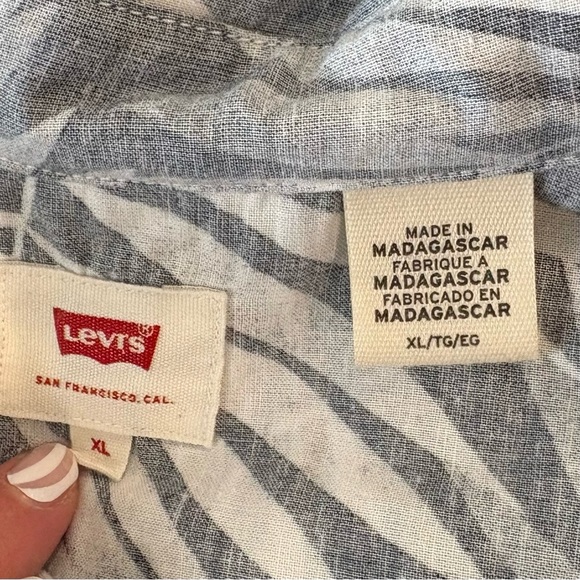 LEVI'S®
SAN FRANCISCO, CAL.
XL
MADE IN
MADAGASCAR
FABRIQUE A
MADAGASCAR
FABRICADO EN
MADAGASCAR
XL/TG/EG